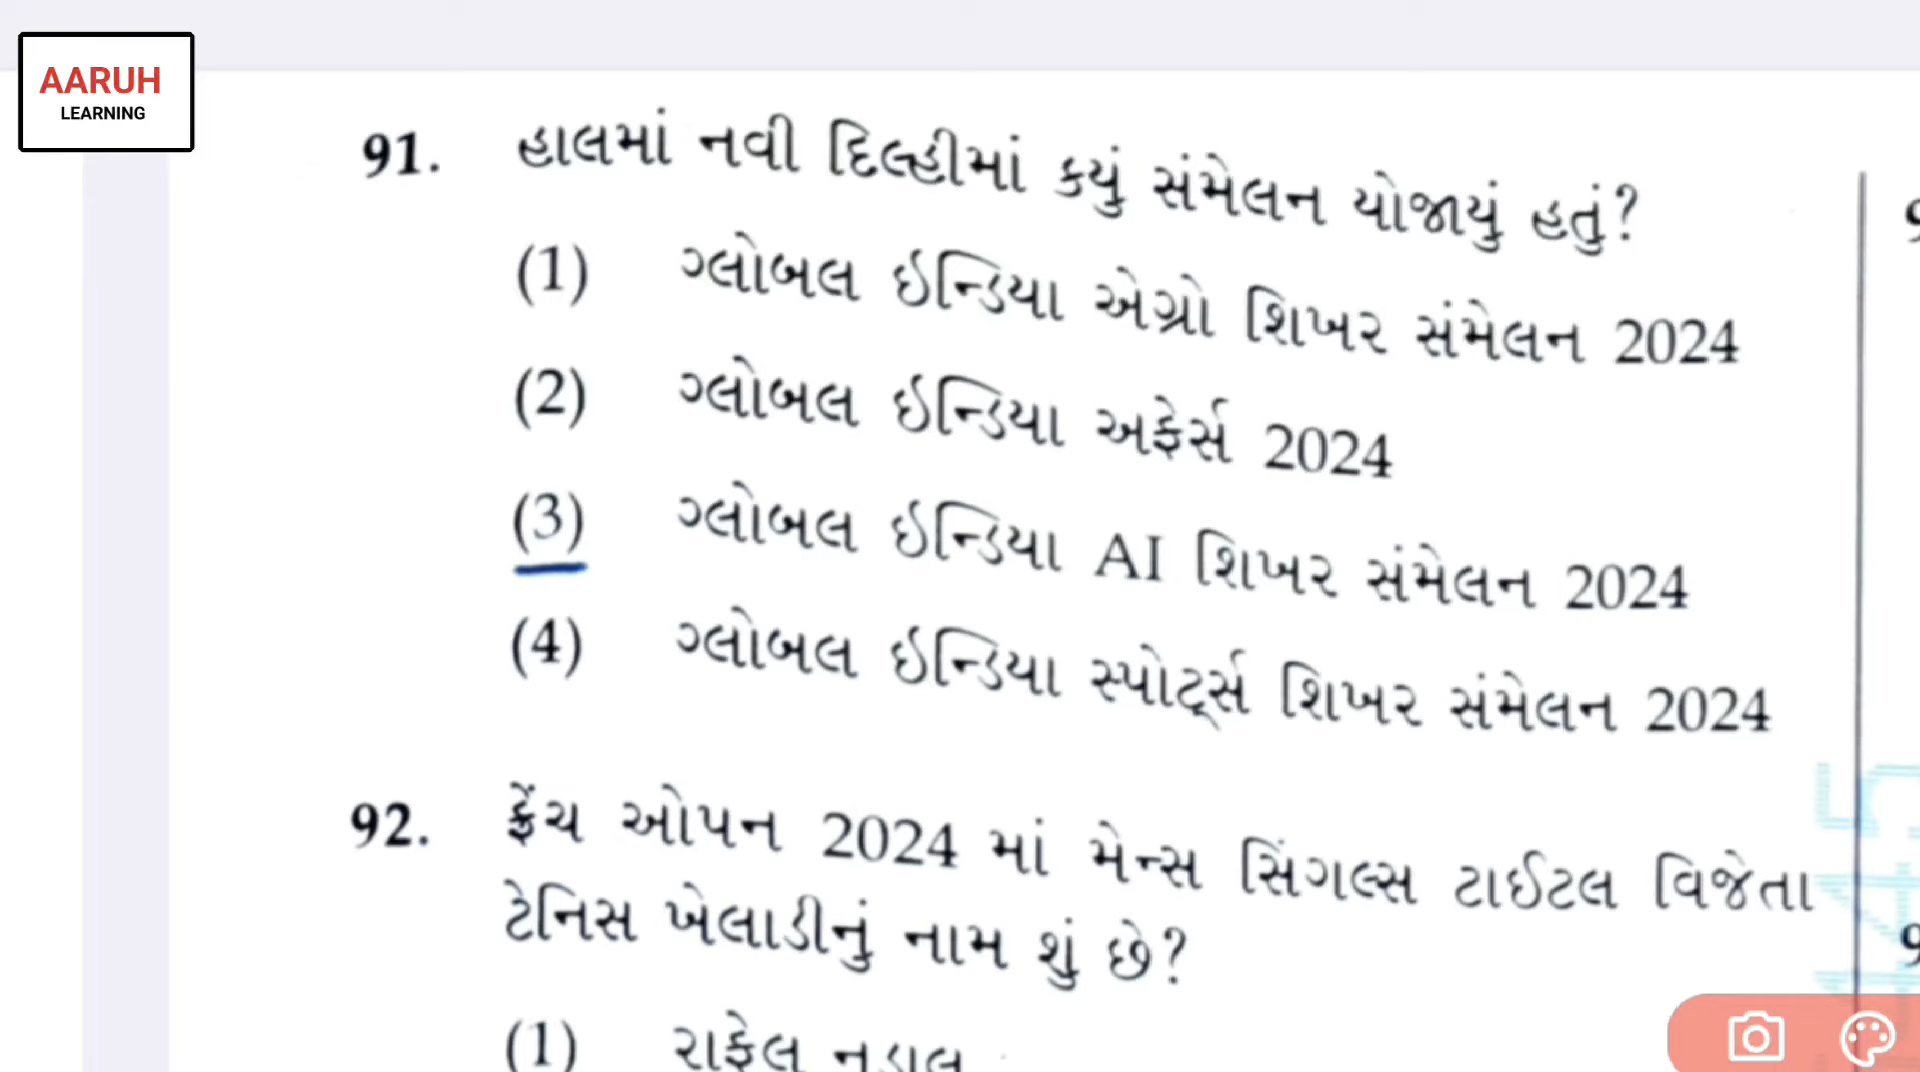 AARUH
LEARNING
91. હાલમાં નવી દિલ્હીમાં કયું સંમેલન યોજાયું હતું?
(1) ગ્લોબલ ઇન્ડિયા એગ્રો શિખર સંમેલન 2024
(2) ગ્લોબલ ઇન્ડિયા અફેર્સ 2024
(3) ગ્લોબલ ઇન્ડિયા AI શિખર સંમેલન 2024
(4) ગ્લોબલ ઇન્ડિયા સ્પોર્ટ્સ શિખર સંમેલન 2024
92. ફ્રેંચ ઓપન 2024 માં મેન્સ સિંગલ્સ ટાઈટલ વિજેતા
ટેનિસ ખેલાડીનું નામ શું છે?
(1) રાફેલ નડાલ